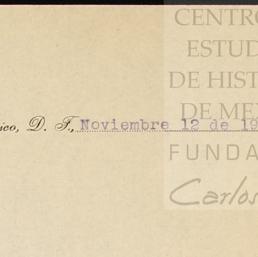 CENTRO
ESTUD
DE HIST
DE ME
FUNDA
Carlos
ico, D. F., Noviembre 12 de 19